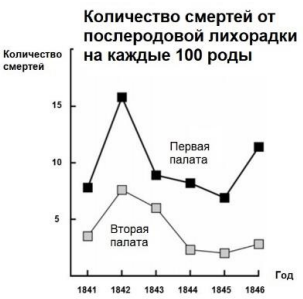 Количество смертей от
послеродовой лихорадки
на каждые 100 роды
Количество
смертей
15
10
5
Первая
палата
Вторая
палата
1841 1842 1843 1844 1845 1846
Год